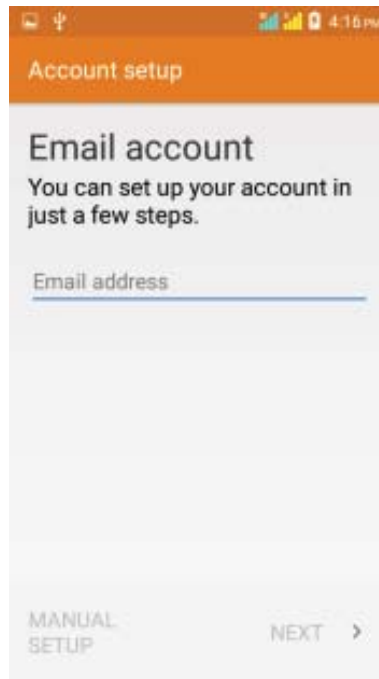 4:16 PM
Account setup
Email account
You can set up your account in
just a few steps.
Email address
MANUAL
SETUP
NEXT